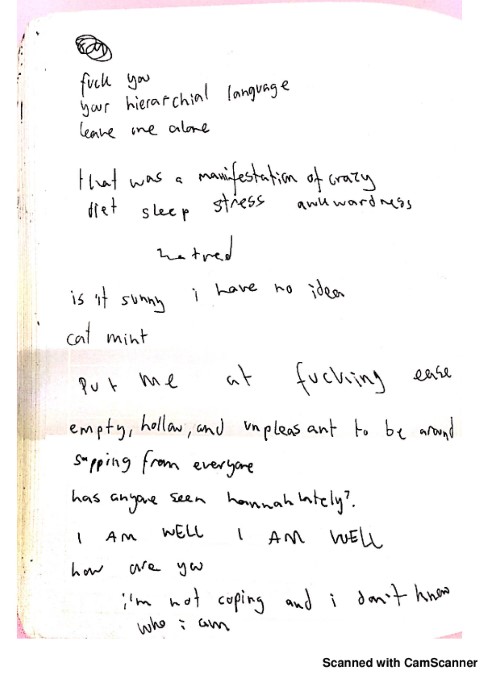 fuck you
your hierarchial language
leave me alone
that was a manifestation of crazy
diet sleep stress awkwardness
hatred
is it sunny i have no idea
cat mint
put me at fucking ease
empty, hollow, and unpleasant to be around
sapping from everyone
has anyone seen hannah lately?
I AM WELL I AM WELL
how are you
i'm not coping and i don't know
who i am
Scanned with CamScanner